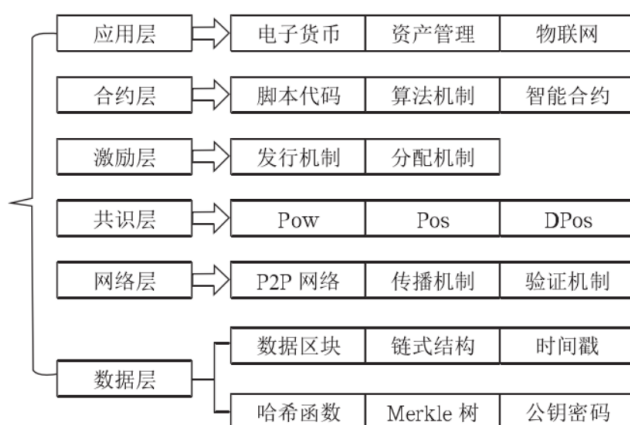 应用层 电子货币 资产管理 物联网
合约层 脚本代码 算法机制 智能合约
激励层 发行机制 分配机制
共识层 Pow Pos DPos
网络层 P2P 网络 传播机制 验证机制
数据区块 链式结构 时间戳
数据层
哈希函数 Merkle 树 公钥密码